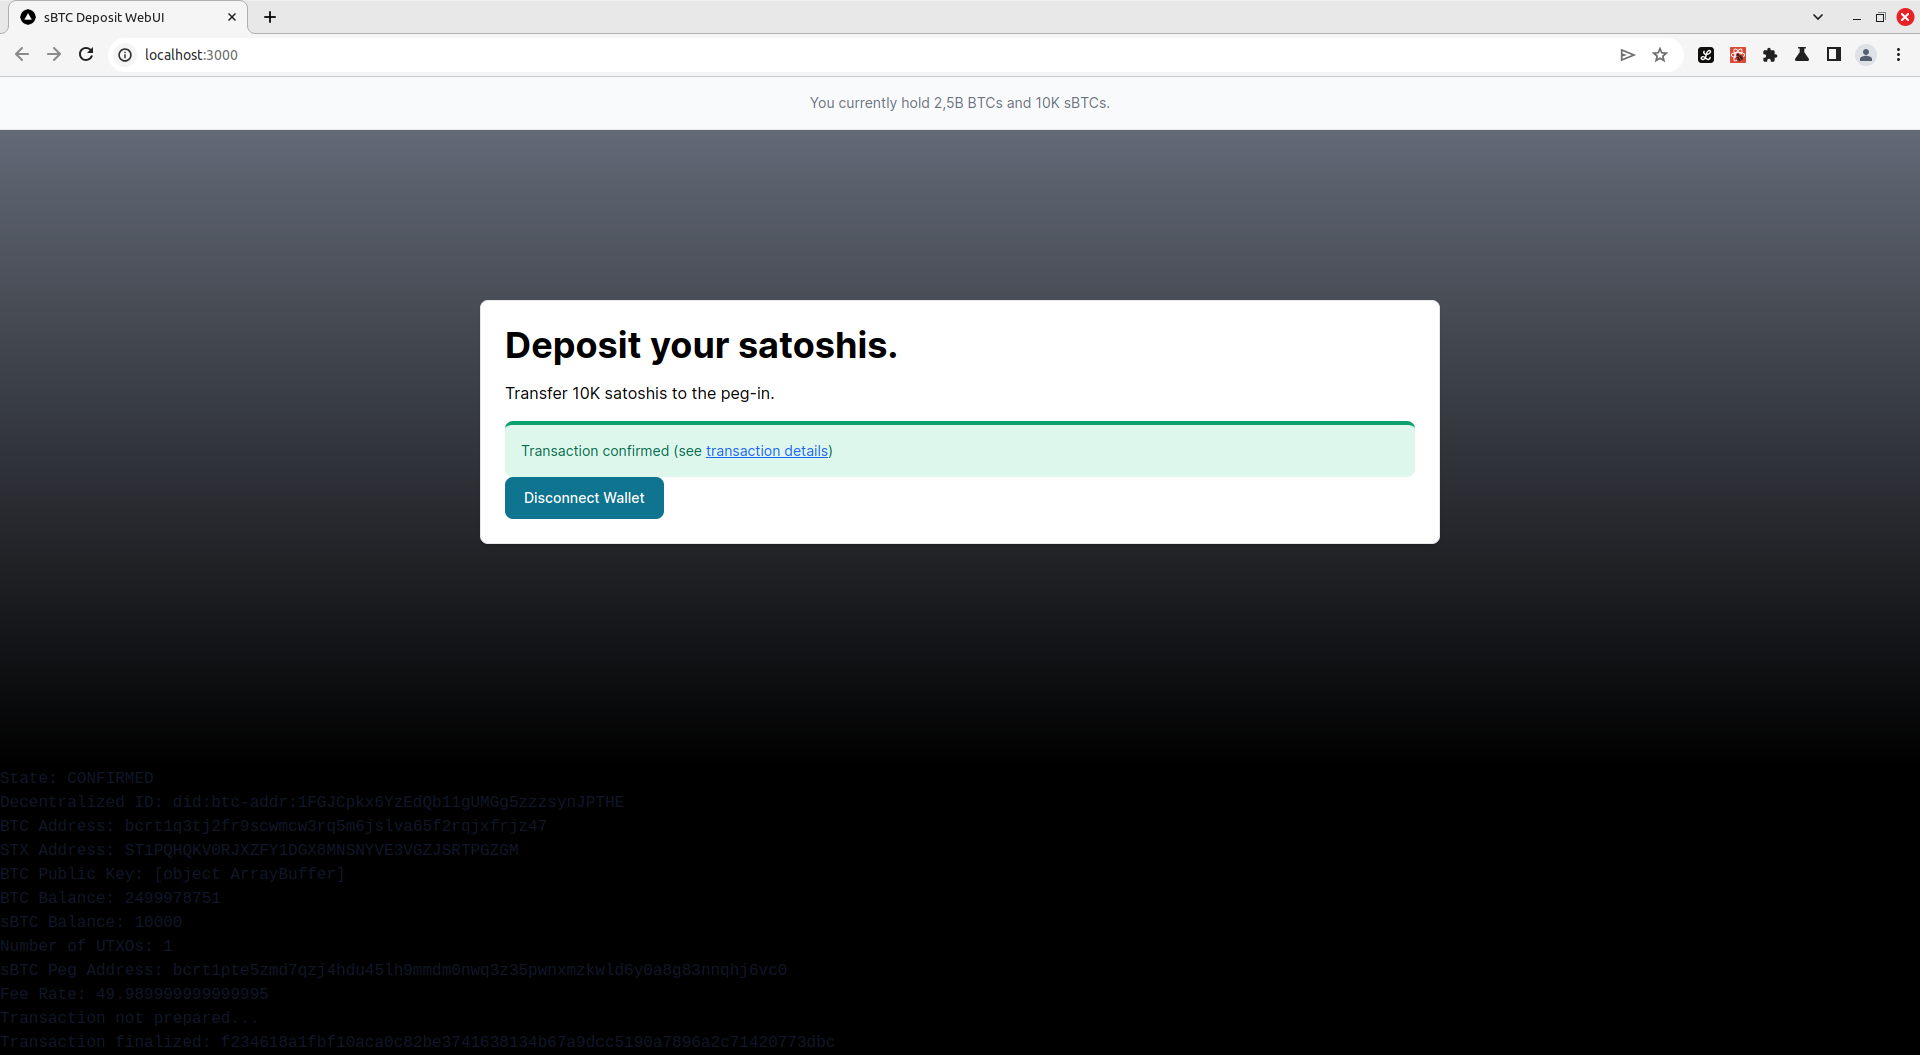 sBTC Deposit WebUI
localhost:3000
You currently hold 2,5B BTCs and 10K sBTCs.
Deposit your satoshis.
Transfer 10K satoshis to the peg-in.
Transaction confirmed (see transaction details)
Disconnect Wallet
State: CONFIRMED
Decentralized ID: did:btc-addr:1FGJCpkx6YzEdQb11gUMGg5zzzsynJPTHE
BTC Address: bcrt1q3tj2fr9scwmcw3rq5m6jslva65f2rqjxfrjz47
STX Address: ST1PQHQKV0RJXZFY1DGX8MNSNYVE3VGZJSRTPGZGM
BTC Public Key: [object ArrayBuffer]
BTC Balance: 2499978751
sBTC Balance: 10000
Number of UTXOs: 1
sBTC Peg Address: bcrt1pte5zmd7qzj4hdu45lh9mmdm0nwq3z35pwnxmzkwld6y0a8g83nnqhj6vc0
Fee Rate: 49.989999999999995
Transaction not prepared...
Transaction finalized: f234618a1fbf10aca0c82be3741638134b67a9dcc5190a7896a2c71420773dbc